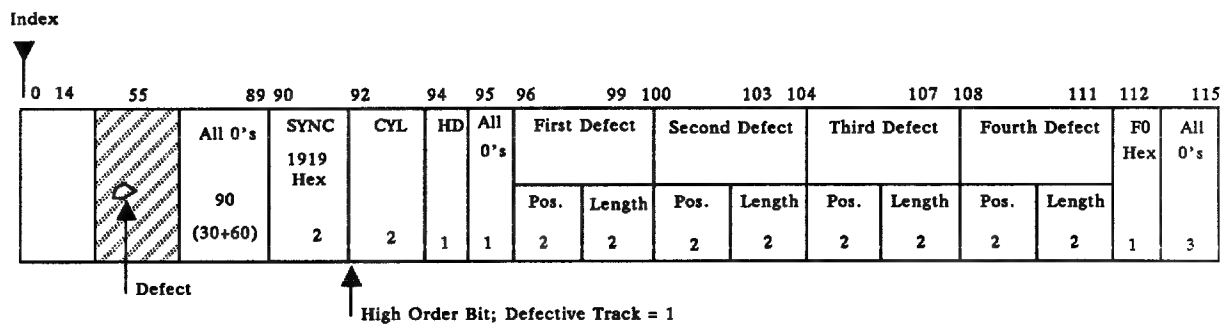 Index
0 14 55 89 90 92 94 95 96 99 100 103 104 107 108 111 112 115
All 0's SYNC CYL HD All First Defect Second Defect Third Defect Fourth Defect F0 All
1919 0's Hex 0's
Hex
90 Pos. Length Pos. Length Pos. Length Pos. Length
(30+60) 2 2 1 1 2 2 2 2 2 2 2 2 1 3
Defect
High Order Bit; Defective Track = 1